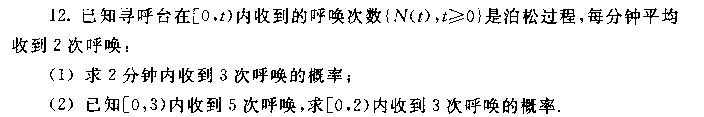 12. 已知寻呼台在[0,t)内收到的呼唤次数{N(t),t≥0}是泊松过程,每分钟平均
收到2次呼唤:
(1) 求2分钟内收到3次呼唤的概率;
(2) 已知[0,3)内收到5次呼唤,求[0,2)内收到3次呼唤的概率.